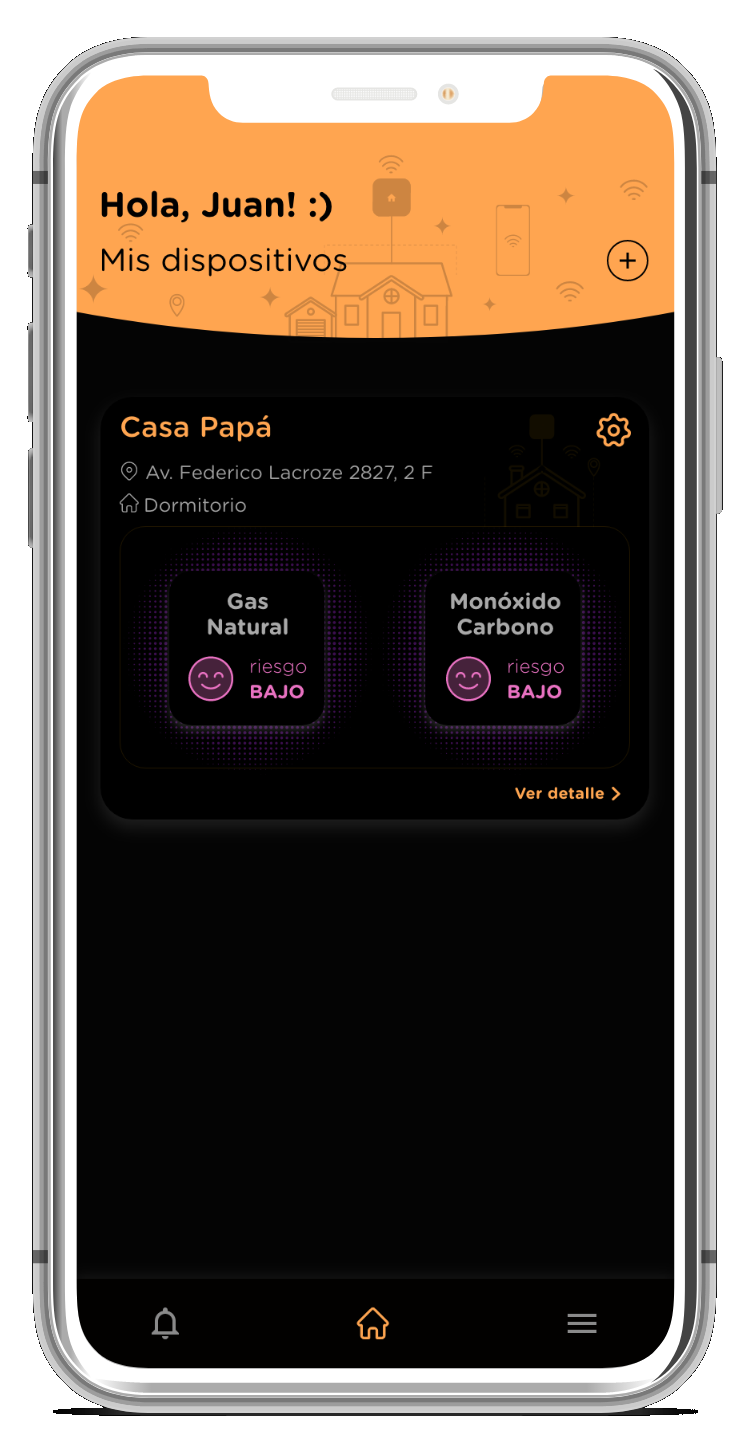 Hola, Juan! :)
Mis dispositivos
Casa Papá
Av. Federico Lacroze 2827, 2 F
Dormitorio
Gas
Natural
riesgo
BAJO
Monóxido
Carbono
riesgo
BAJO
Ver detalle